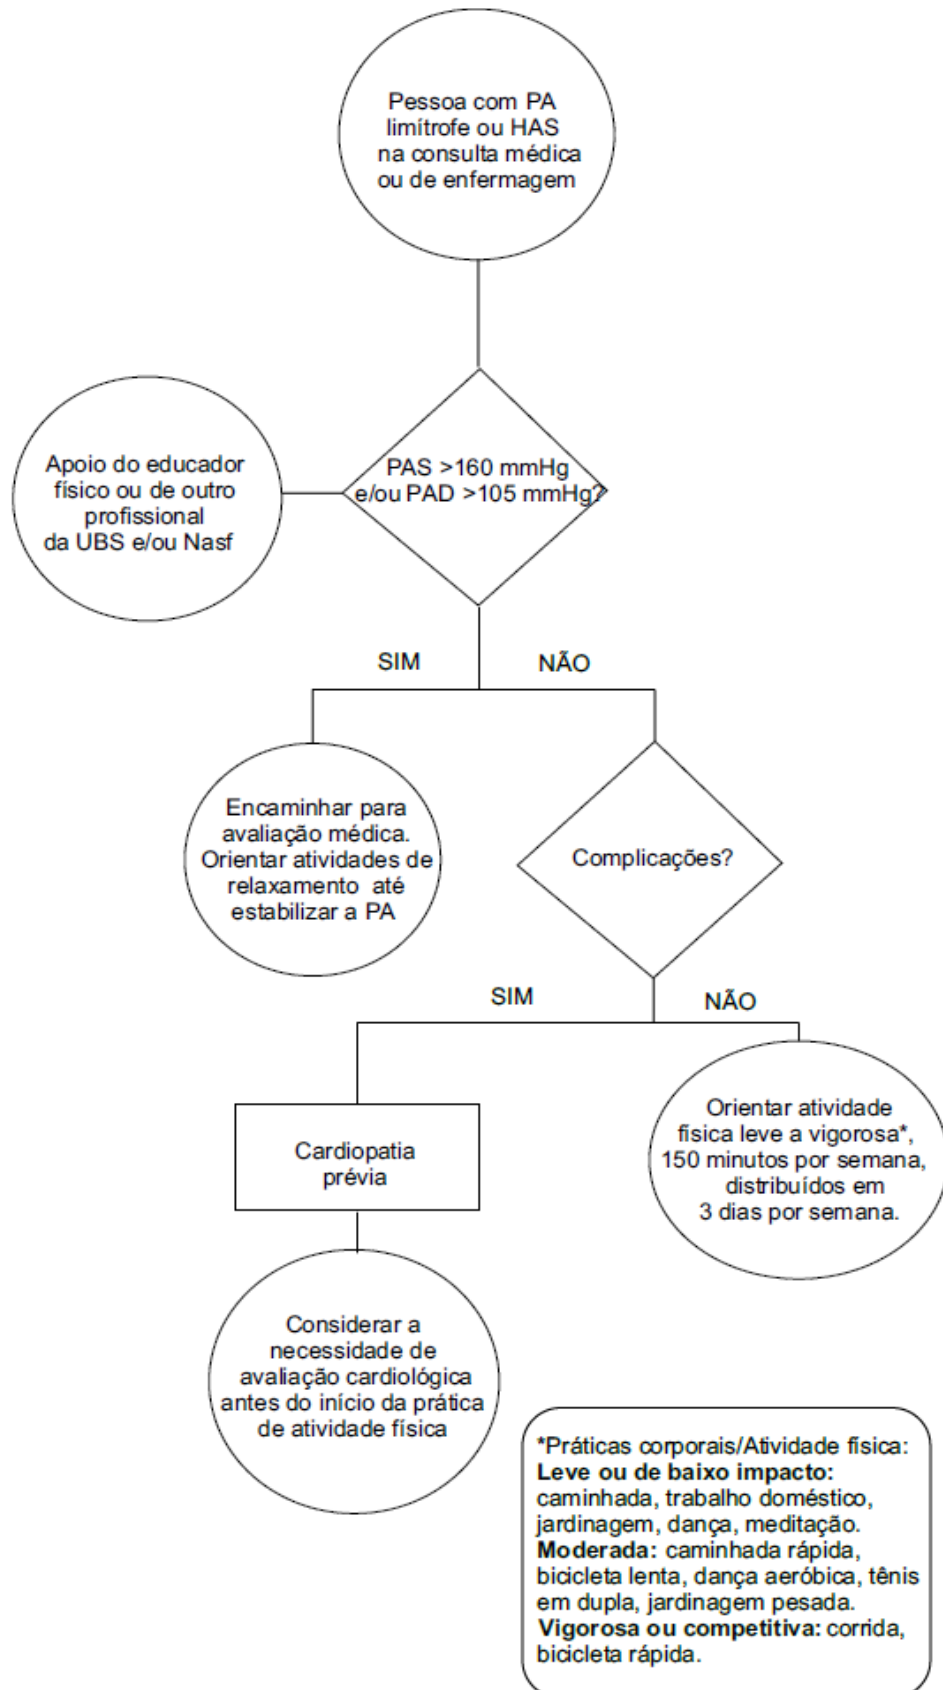 Pessoa com PA
limítrofe ou HAS
na consulta médica
ou de enfermagem
PAS >160 mmHg
e/ou PAD >105 mmHg?
Apoio do educador
físico ou de outro
profissional
da UBS e/ou Nasf
SIM
NÃO
Encaminhar para
avaliação médica.
Orientar atividades de
relaxamento até
estabilizar a PA
Complicações?
SIM
NÃO
Cardiopatia
prévia
Orientar atividade
física leve a vigorosa*,
150 minutos por semana,
distribuídos em
3 dias por semana.
Considerar a
necessidade de
avaliação cardiológica
antes do início da prática
de atividade física
*Práticas corporais/Atividade física:
Leve ou de baixo impacto:
caminhada, trabalho doméstico,
jardinagem, dança, meditação.
Moderada: caminhada rápida,
bicicleta lenta, dança aeróbica, tênis
em dupla, jardinagem pesada.
Vigorosa ou competitiva: corrida,
bicicleta rápida.